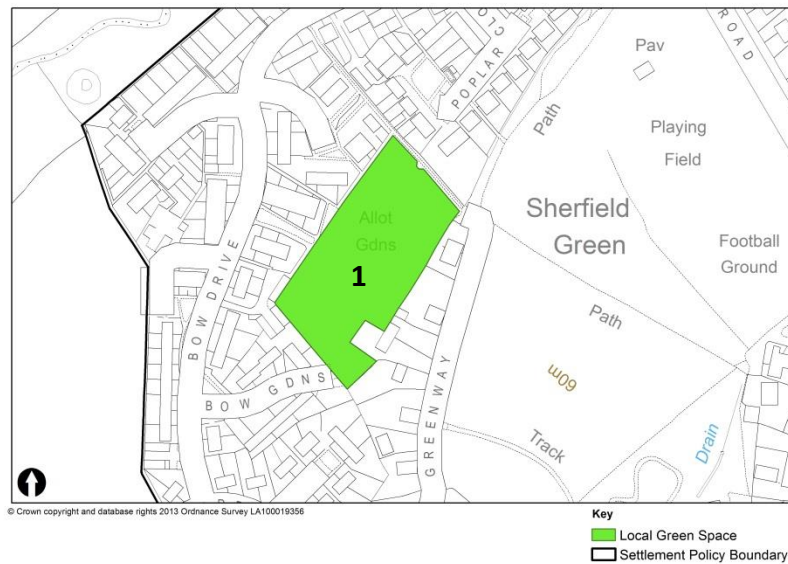 ROAD
Pav
CLO
POPLAR
Path
Playing
Field
Allot
Gdns
1
Sherfield
Green
Football
Ground
BOW DRIVE
Path
60m
BOW GDNS
GREENWAY
Track
Drain
© Crown copyright and database rights 2013 Ordnance Survey LA100019356
Key
Local Green Space
Settlement Policy Boundary